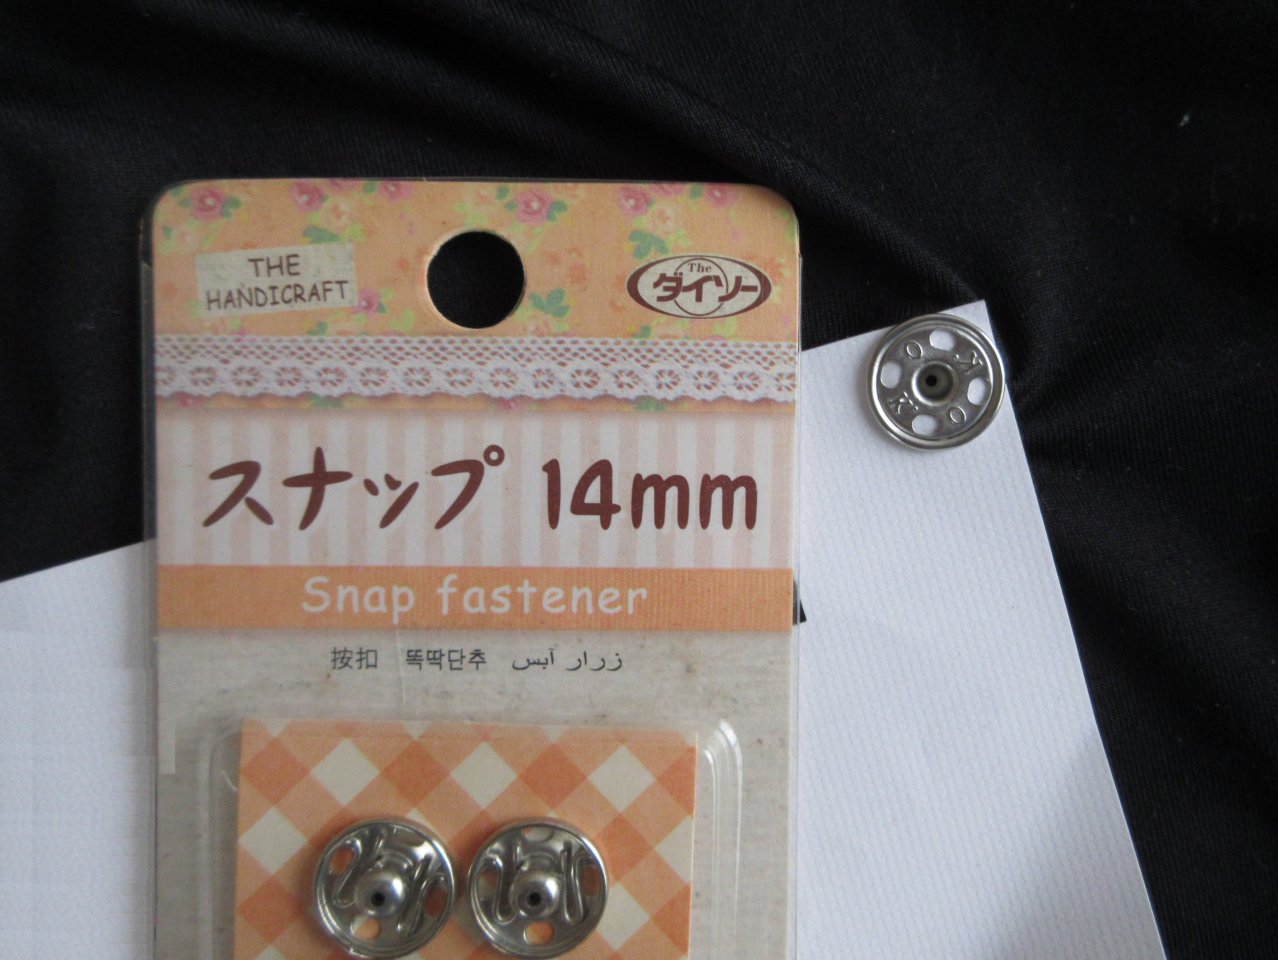 THE
HANDICRAFT
The
ダイソー
スナップ 14mm
Snap fastener
按扣 똑딱단추 زرار آبس
O K
K O